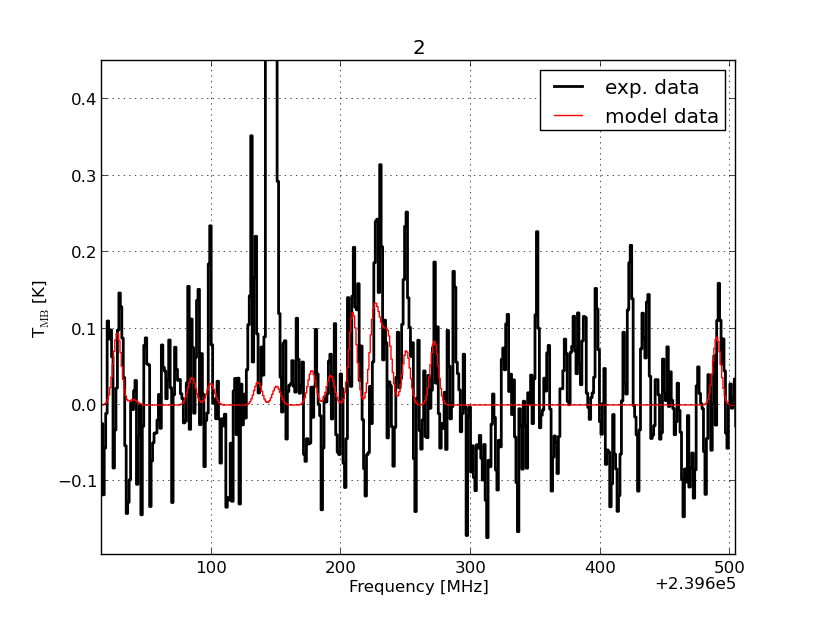 2
exp. data
model data
T_MB [K]
0.4
0.3
0.2
0.1
0.0
−0.1
100
200
300
400
500
Frequency [MHz]
+2.396e5